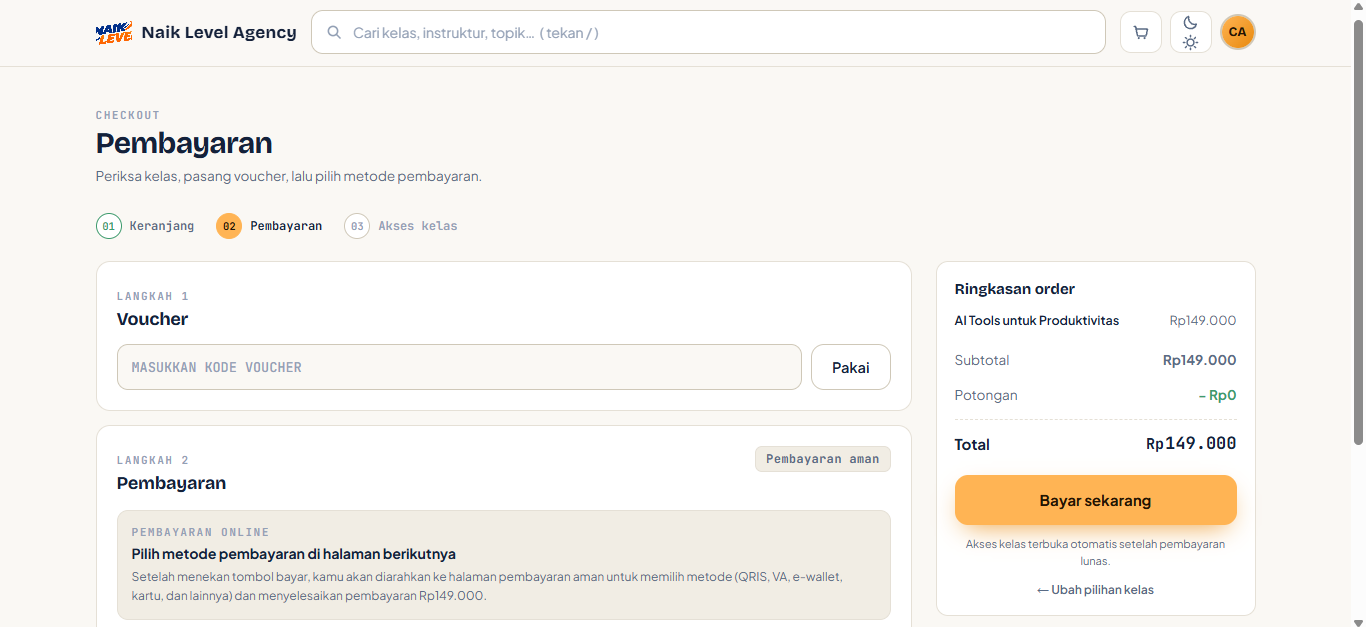 NAIK
LEVEL
Naik Level Agency
Cari kelas, instruktur, topik... ( tekan / )
CA
CHECKOUT
Pembayaran
Periksa kelas, pasang voucher, lalu pilih metode pembayaran.
01 Keranjang
02 Pembayaran
03 Akses kelas
LANGKAH 1
Voucher
MASUKKAN KODE VOUCHER
Pakai
LANGKAH 2
Pembayaran
Pembayaran aman
PEMBAYARAN ONLINE
Pilih metode pembayaran di halaman berikutnya
Setelah menekan tombol bayar, kamu akan diarahkan ke halaman pembayaran aman untuk memilih metode (QRIS, VA, e-wallet,
kartu, dan lainnya) dan menyelesaikan pembayaran Rp149.000.
Ringkasan order
AI Tools untuk Produktivitas Rp149.000
Subtotal Rp149.000
Potongan – Rp0
Total Rp149.000
Bayar sekarang
Akses kelas terbuka otomatis setelah pembayaran
lunas.
← Ubah pilihan kelas